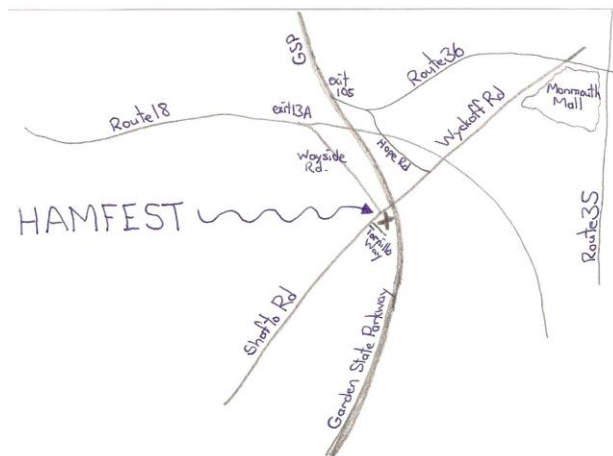 GSP
exit
105
Route 36
Monmouth
Mall
Route 18
exit 13A
Wyckoff Rd
Hope Rd
Wayside
Rd.
HAMFEST
Tormillo
Way
Route 35
Shafto Rd
Garden State Parkway